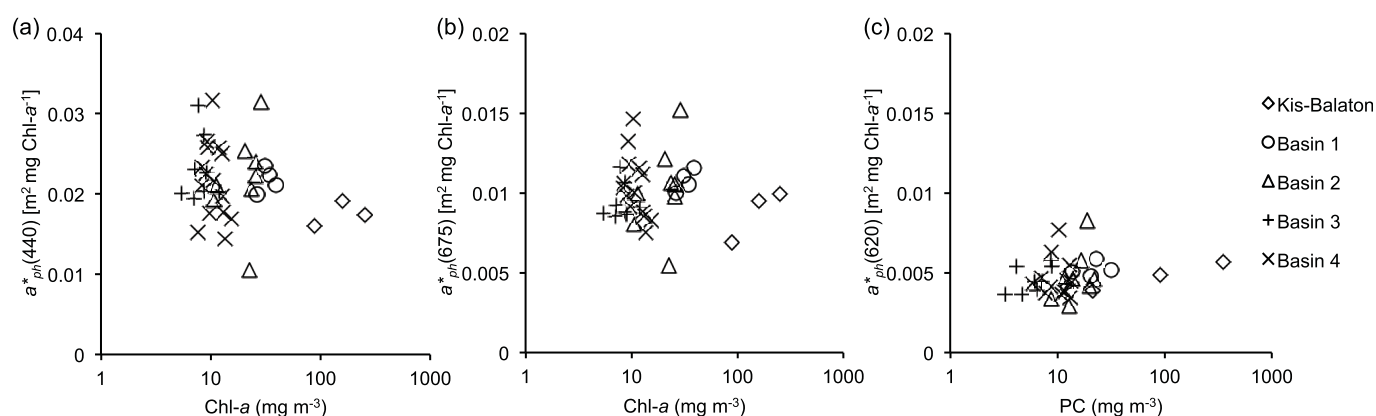 (a)
0.04
0.03
0.02
0.01
0
1
10
100
1000
a*ph(440) [m² mg Chl-a⁻¹]
Chl-a (mg m⁻³)
(b)
0.02
0.015
0.01
0.005
0
1
10
100
1000
a*ph(675) [m² mg Chl-a⁻¹]
Chl-a (mg m⁻³)
(c)
0.02
0.015
0.01
0.005
0
1
10
100
1000
a*ph(620) [m² mg Chl-a⁻¹]
PC (mg m⁻³)
Kis-Balaton
Basin 1
Basin 2
Basin 3
Basin 4